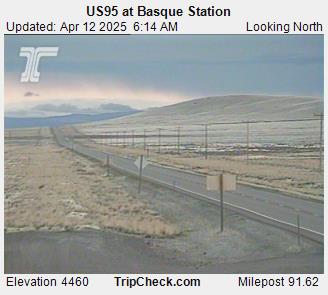 US95 at Basque Station
Updated: Apr 12 2025 6:14 AM Looking North
Elevation 4460 TripCheck.com Milepost 91.62